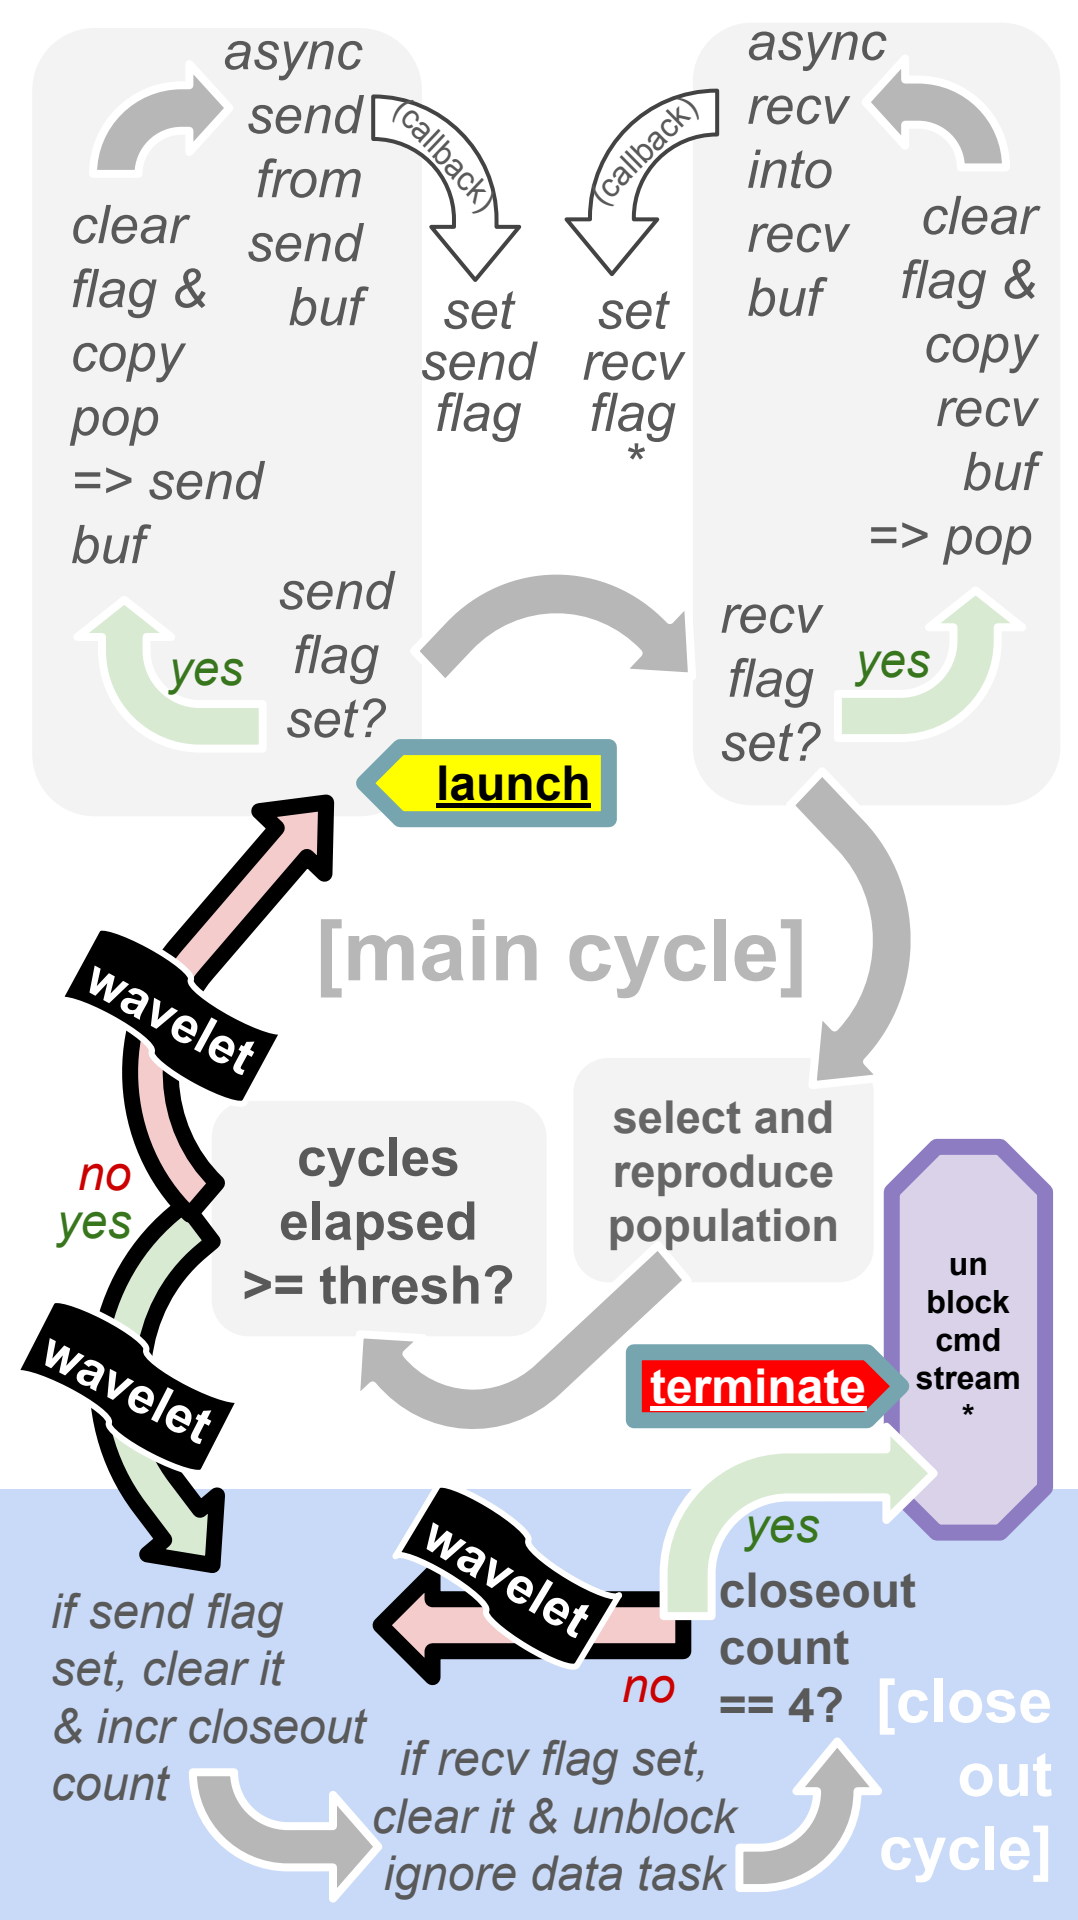 async
send
from
send
buf
(callback)
set
send
flag
clear
flag &
copy
pop
=> send
buf
send
flag
set?
yes
async
recv
into
recv
buf
(callback)
set
recv
flag
*
clear
flag &
copy
recv
buf
=> pop
recv
flag
set?
yes
launch
[main cycle]
wavelet
select and
reproduce
population
cycles
elapsed
>= thresh?
no
yes
wavelet
un
block
cmd
stream
*
terminate
yes
wavelet
closeout
count
== 4?
no
if send flag
set, clear it
& incr closeout
count
if recv flag set,
clear it & unblock
ignore data task
[close
out
cycle]